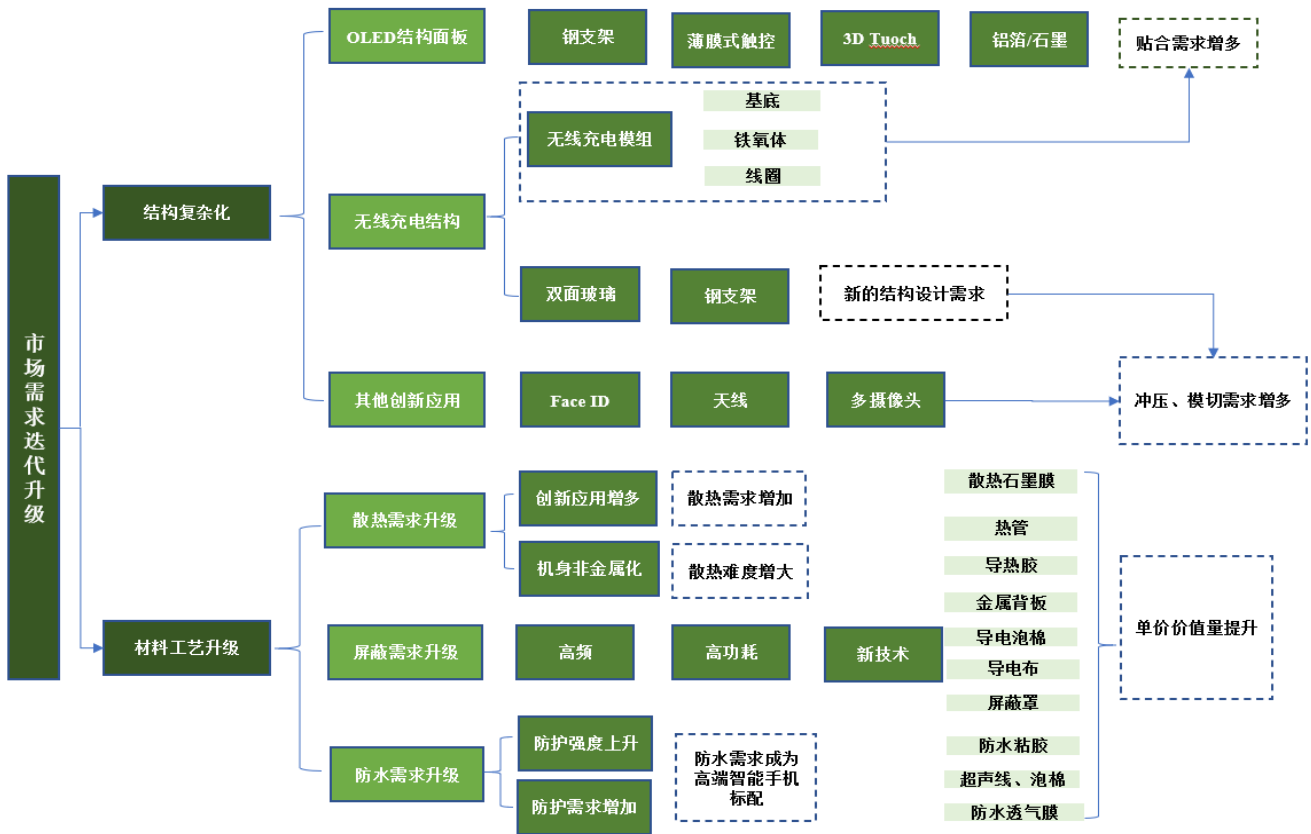 OLED结构面板
钢支架
薄膜式触控
3D Tuoch
铝箔/石墨
贴合需求增多
基底
无线充电模组
铁氧体
线圈
结构复杂化
无线充电结构
双面玻璃
钢支架
新的结构设计需求
市场需求迭代升级
其他创新应用
Face ID
天线
多摄像头
冲压、模切需求增多
散热需求升级
创新应用增多
散热需求增加
机身非金属化
散热难度增大
材料工艺升级
屏蔽需求升级
高频
高功耗
新技术
防水需求升级
防护强度上升
防护需求增加
防水需求成为
高端智能手机
标配
散热石墨膜
热管
导热胶
金属背板
导电泡棉
导电布
屏蔽罩
防水粘胶
超声线、泡棉
防水透气膜
单价价值量提升